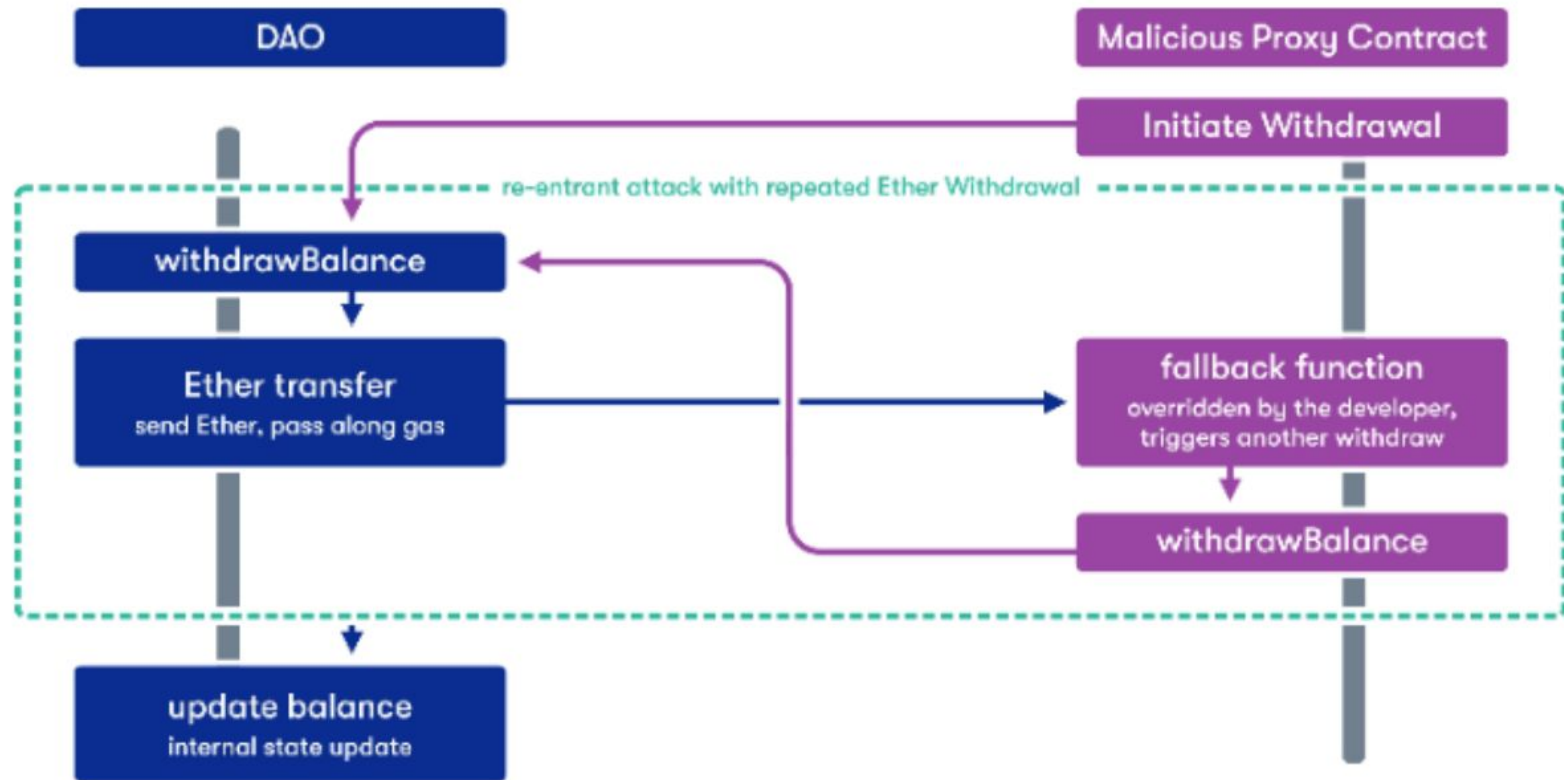 DAO
Malicious Proxy Contract
Initiate Withdrawal
re-entrant attack with repeated Ether Withdrawal
withdrawBalance
Ether transfer
send Ether, pass along gas
fallback function
overridden by the developer,
triggers another withdraw
withdrawBalance
update balance
internal state update